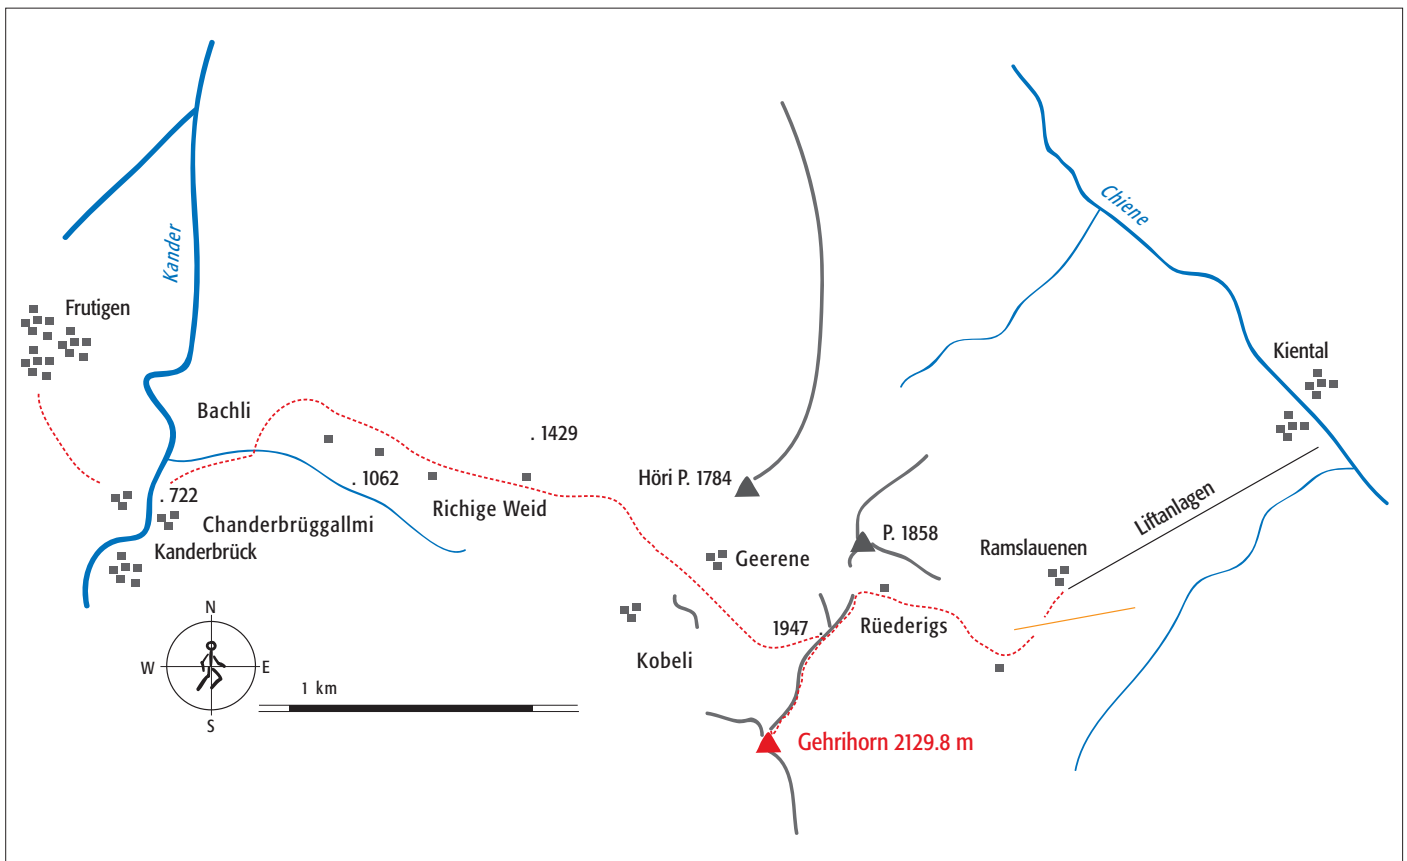 Chiene
Kander
Frutigen
Kiental
Bachli
. 1429
. 1062
Höri P. 1784
. 722
Richige Weid
Liftanlagen
Chanderbrüggallmi
P. 1858
Ramslauenen
Kanderbrück
Geerene
N
W
E
S
1947 .
Rüederigs
Kobeli
1 km
Gehrihorn 2129.8 m